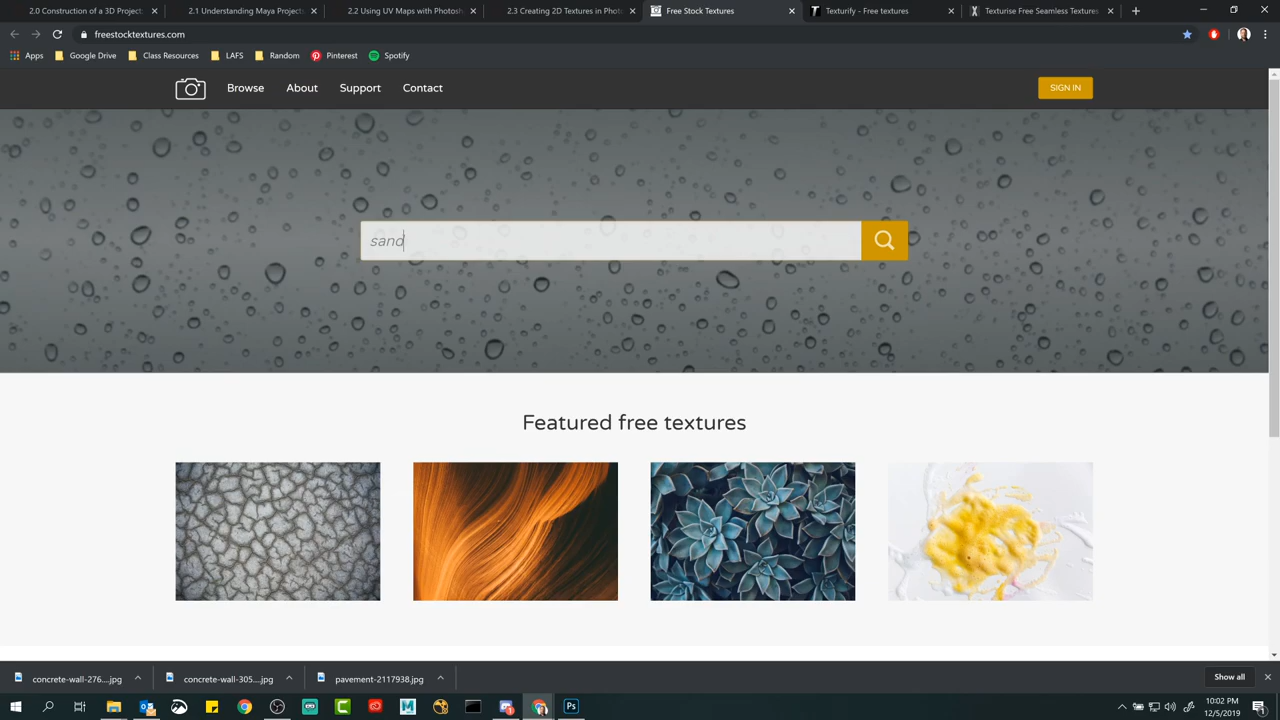 2.0 Construction of a 3D Project:
2.1 Understanding Maya Projects,
2.2 Using UV Maps with Photosh
2.3 Creating 2D Textures in Photo
Free Stock Textures
Texturify - Free textures
Texturise Free Seamless Textures
freestocktextures.com
Apps
Google Drive
Class Resources
LAFS
Random
Pinterest
Spotify
Browse
About
Support
Contact
SIGN IN
sand
Featured free textures
concrete-wall-276....jpg
concrete-wall-305....jpg
pavement-2117938.jpg
Show all
Ps
10:02 PM
12/5/2019